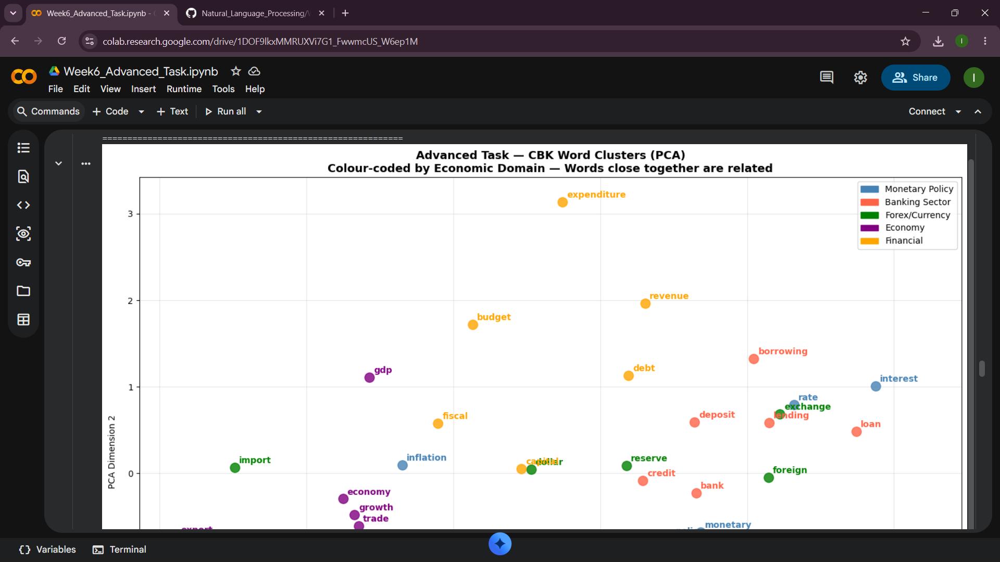 Week6_Advanced_Task.ipynb -
Natural_Language_Processing/
colab.research.google.com/drive/1DOF9lkxMMRUXVi7G1_FwwmcUS_W6ep1M
I
Week6_Advanced_Task.ipynb
File Edit View Insert Runtime Tools Help
Share
I
Commands + Code + Text Run all
Connect
============================================================
Advanced Task — CBK Word Clusters (PCA)
Colour-coded by Economic Domain — Words close together are related
Monetary Policy
Banking Sector
Forex/Currency
Economy
Financial
expenditure
3
revenue
2
budget
borrowing
debt
gdp
interest
1
rate
exchange
deposit
lending
fiscal
loan
PCA Dimension 2
import
inflation
capital
dollar
reserve
foreign
0
credit
bank
economy
growth
trade
monetary
export
Variables
Terminal